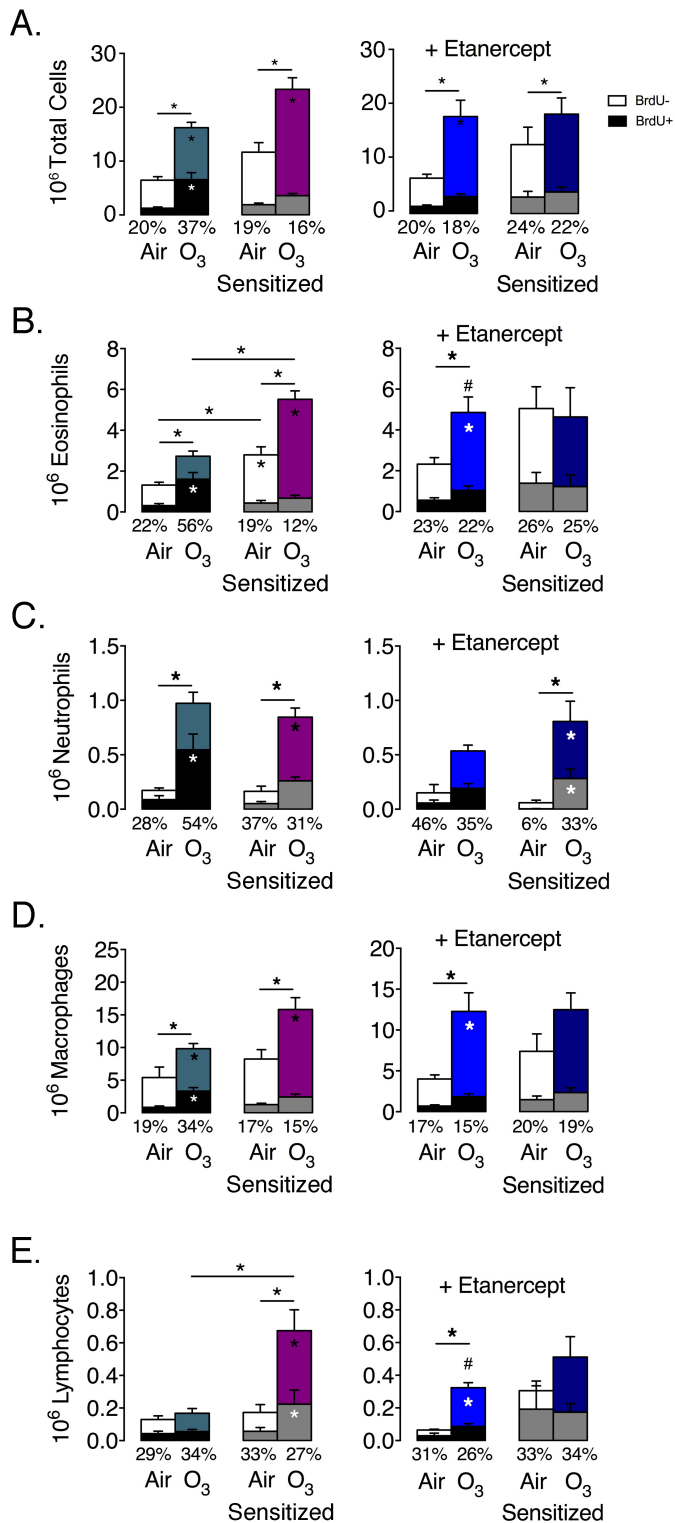 A.
+ Etanercept
10⁶ Total Cells
30
20
10
0
* * * * *
30
20
10
0
* * *
BrdU-
BrdU+
20% 37% 19% 16%
20% 18% 24% 22%
Air O₃ Air O₃
Air O₃ Air O₃
Sensitized
Sensitized
B.
+ Etanercept
10⁶ Eosinophils
8
6
4
2
0
* * * * * * *
8
6
4
2
0
* # *
22% 56% 19% 12%
23% 22% 26% 25%
Air O₃ Air O₃
Air O₃ Air O₃
Sensitized
Sensitized
C.
+ Etanercept
10⁶ Neutrophils
1.5
1.0
0.5
0.0
* * * *
1.5
1.0
0.5
0.0
* * *
28% 54% 37% 31%
46% 35% 6% 33%
Air O₃ Air O₃
Air O₃ Air O₃
Sensitized
Sensitized
D.
+ Etanercept
10⁶ Macrophages
25
20
15
10
5
0
* * * * *
20
15
10
5
0
* *
19% 34% 17% 15%
17% 15% 20% 19%
Air O₃ Air O₃
Air O₃ Air O₃
Sensitized
Sensitized
E.
+ Etanercept
10⁶ Lymphocytes
1.0
0.8
0.6
0.4
0.2
0.0
* * * *
1.0
0.8
0.6
0.4
0.2
0.0
* # *
29% 34% 33% 27%
31% 26% 33% 34%
Air O₃ Air O₃
Air O₃ Air O₃
Sensitized
Sensitized